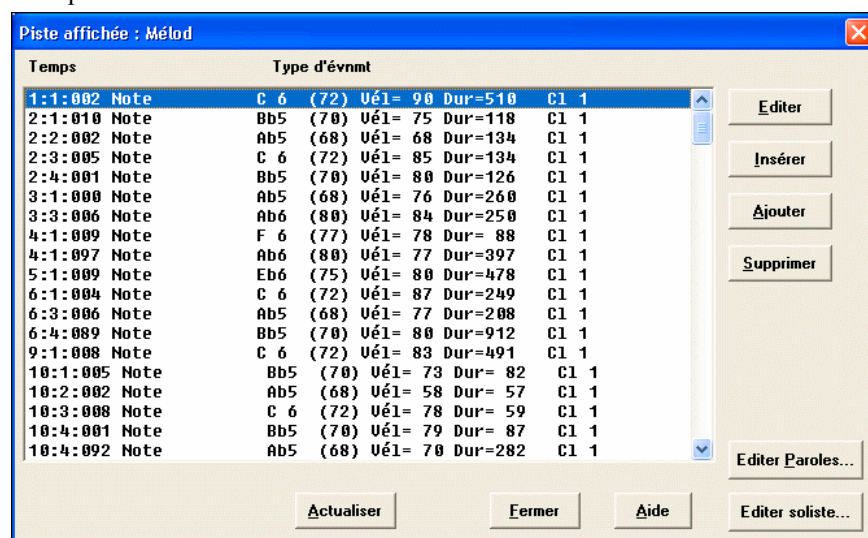 Piste affichée : Mélod
Temps Type d'évnmt
1:1:002 Note C 6 (72) Vél= 90 Dur=510 Cl 1
2:1:010 Note Bb5 (70) Vél= 75 Dur=118 Cl 1
2:2:002 Note Ab5 (68) Vél= 68 Dur=134 Cl 1
2:3:005 Note C 6 (72) Vél= 85 Dur=134 Cl 1
2:4:001 Note Bb5 (70) Vél= 80 Dur=126 Cl 1
3:1:000 Note Ab5 (68) Vél= 76 Dur=260 Cl 1
3:3:006 Note Ab6 (80) Vél= 84 Dur=250 Cl 1
4:1:009 Note F 6 (77) Vél= 78 Dur= 88 Cl 1
4:1:097 Note Ab6 (80) Vél= 77 Dur=397 Cl 1
5:1:009 Note Eb6 (75) Vél= 80 Dur=478 Cl 1
6:1:004 Note C 6 (72) Vél= 87 Dur=249 Cl 1
6:3:006 Note Ab5 (68) Vél= 77 Dur=208 Cl 1
6:4:089 Note Bb5 (70) Vél= 80 Dur=912 Cl 1
9:1:008 Note C 6 (72) Vél= 83 Dur=491 Cl 1
10:1:005 Note Bb5 (70) Vél= 73 Dur= 82 Cl 1
10:2:002 Note Ab5 (68) Vél= 58 Dur= 57 Cl 1
10:3:008 Note C 6 (72) Vél= 78 Dur= 59 Cl 1
10:4:001 Note Bb5 (70) Vél= 79 Dur= 87 Cl 1
10:4:092 Note Ab5 (68) Vél= 70 Dur=282 Cl 1
Editer
Insérer
Ajouter
Supprimer
Editer Paroles...
Actualiser Fermer Aide Editer soliste...